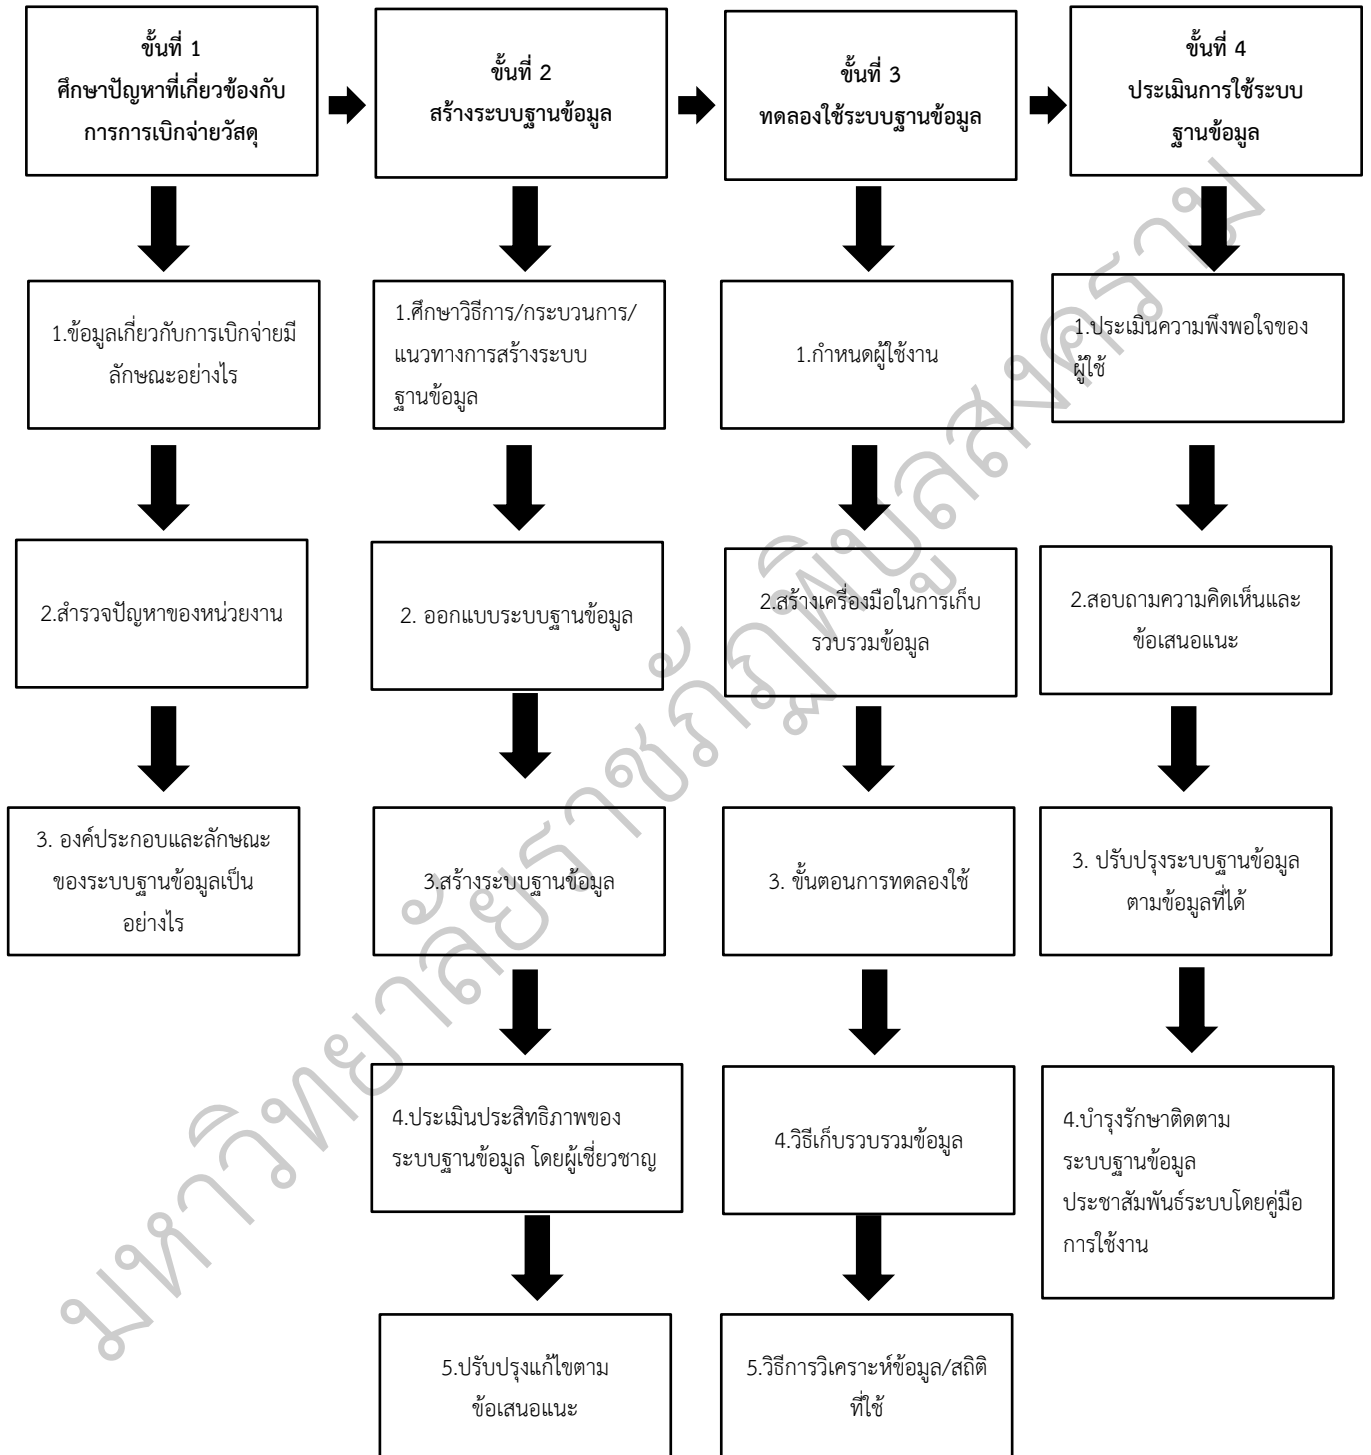 ขั้นที่ 1
ศึกษาปัญหาที่เกี่ยวข้องกับ
การการเบิกจ่ายวัสดุ
ขั้นที่ 2
สร้างระบบฐานข้อมูล
ขั้นที่ 3
ทดลองใช้ระบบฐานข้อมูล
ขั้นที่ 4
ประเมินการใช้ระบบ
ฐานข้อมูล
1.ข้อมูลเกี่ยวกับการเบิกจ่ายมี
ลักษณะอย่างไร
1.ศึกษาวิธีการ/กระบวนการ/
แนวทางการสร้างระบบ
ฐานข้อมูล
1.กำหนดผู้ใช้งาน
1.ประเมินความพึงพอใจของ
ผู้ใช้
2.สำรวจปัญหาของหน่วยงาน
2. ออกแบบระบบฐานข้อมูล
2.สร้างเครื่องมือในการเก็บ
รวบรวมข้อมูล
2.สอบถามความคิดเห็นและ
ข้อเสนอแนะ
3. องค์ประกอบและลักษณะ
ของระบบฐานข้อมูลเป็น
อย่างไร
3.สร้างระบบฐานข้อมูล
3. ขั้นตอนการทดลองใช้
3. ปรับปรุงระบบฐานข้อมูล
ตามข้อมูลที่ได้
4.ประเมินประสิทธิภาพของ
ระบบฐานข้อมูล โดยผู้เชี่ยวชาญ
4.วิธีเก็บรวบรวมข้อมูล
4.บำรุงรักษาติดตาม
ระบบฐานข้อมูล
ประชาสัมพันธ์ระบบโดยคู่มือ
การใช้งาน
5.ปรับปรุงแก้ไขตาม
ข้อเสนอแนะ
5.วิธีการวิเคราะห์ข้อมูล/สถิติ
ที่ใช้
มหาวิทยาลัยราชภัฏพิบูลสงคราม